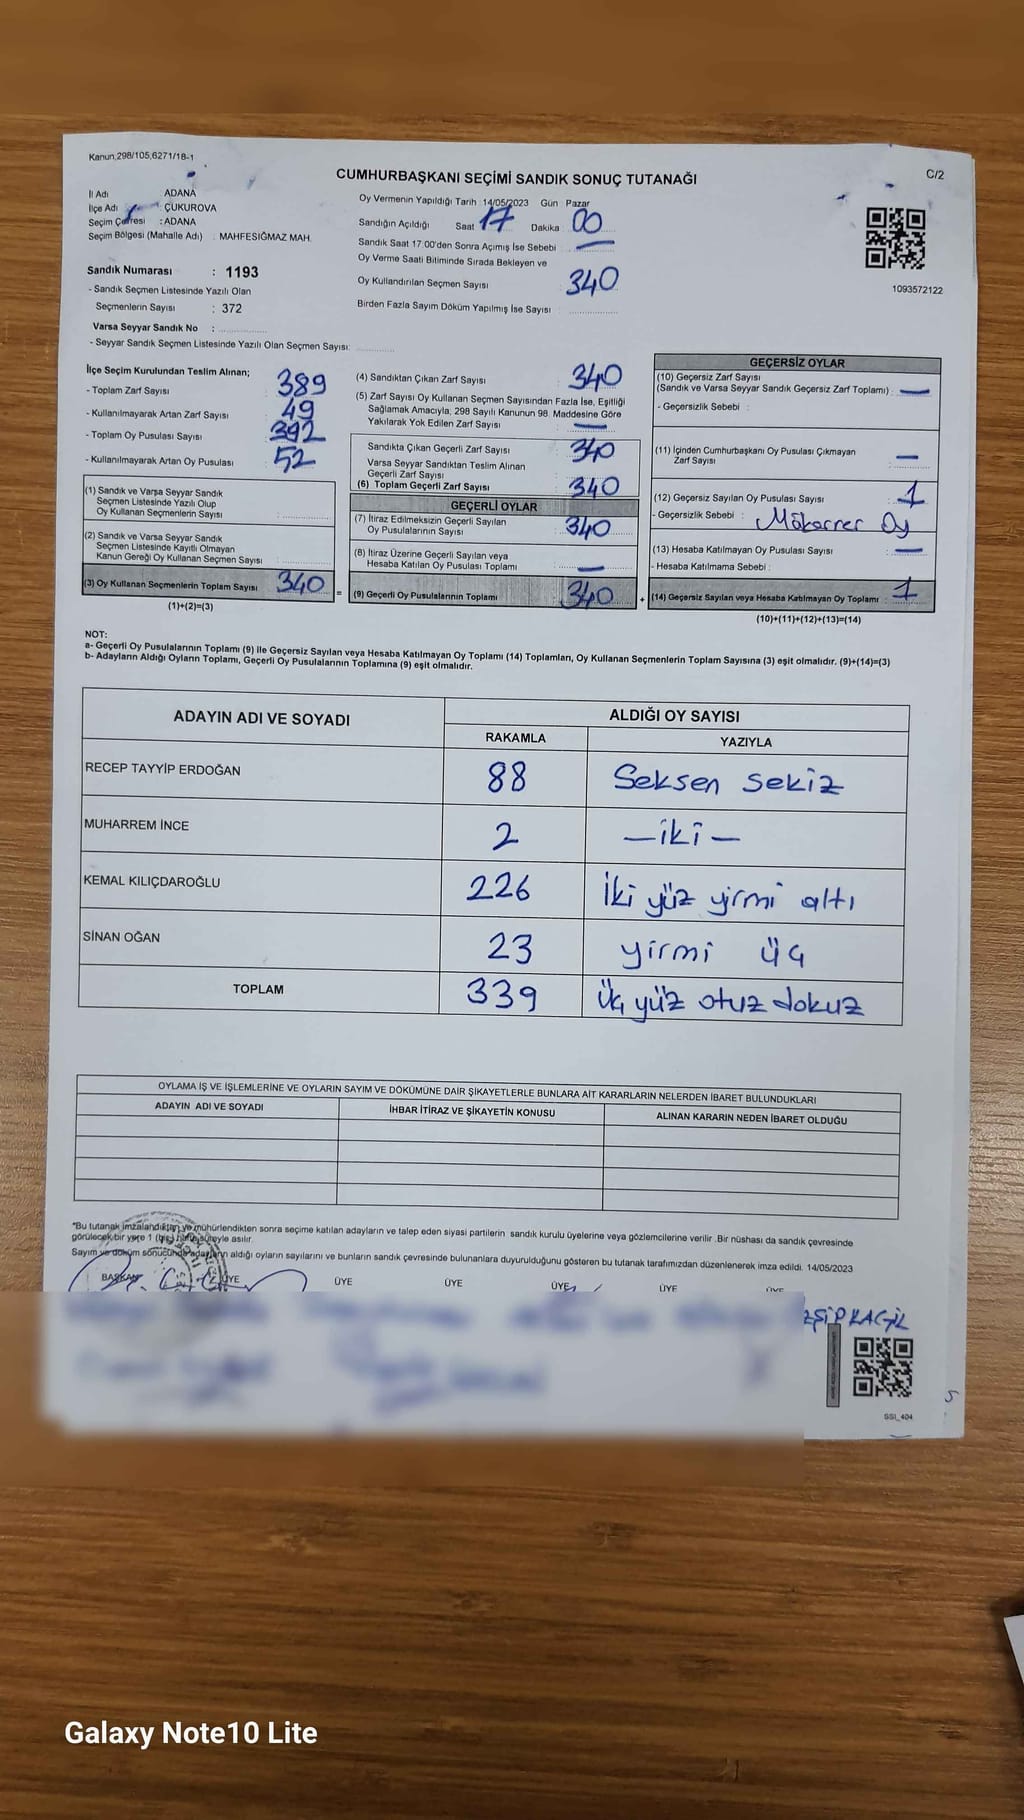 Kanun,298/105,6271/18-1
CUMHURBAŞKANI SEÇİMİ SANDIK SONUÇ TUTANAĞI
C/2
İl Adı ADANA
İlçe Adı : ÇUKUROVA
Seçim Çevresi : ADANA
Seçim Bölgesi (Mahalle Adı) : MAHFESIĞMAZ MAH.
Sandık Numarası : 1193
- Sandık Seçmen Listesinde Yazılı Olan
Seçmenlerin Sayısı : 372
Varsa Seyyar Sandık No :
- Seyyar Sandık Seçmen Listesinde Yazılı Olan Seçmen Sayısı:
Oy Vermenin Yapıldığı Tarih : 14/05/2023 Gün Pazar
Sandığın Açıldığı Saat 17 Dakika 00
Sandık Saat 17:00'den Sonra Açımış İse Sebebi —
Oy Verme Saati Bitiminde Sırada Bekleyen ve
Oy Kullandırılan Seçmen Sayısı 340
Birden Fazla Sayım Döküm Yapılmış İse Sayısı
1093572122
İlçe Seçim Kurulundan Teslim Alınan;
- Toplam Zarf Sayısı 389
- Kullanılmayarak Artan Zarf Sayısı 49
- Toplam Oy Pusulası Sayısı 392
- Kullanılmayarak Artan Oy Pusulası 52
(1) Sandık ve Varşa Seyyar Sandık
Seçmen Listesinde Yazılı Olup
Oy Kullanan Seçmenlerin Sayısı
(2) Sandık ve Varsa Seyyar Sandık
Seçmen Listesinde Kayıtlı Olmayan
Kanun Gereği Oy Kullanan Seçmen Sayısı
(3) Oy Kullanan Seçmenlerin Toplam Sayısı 340
(1)+(2)=(3)
=
(4) Sandıktan Çıkan Zarf Sayısı 340
(5) Zarf Sayısı Oy Kullanan Seçmen Sayısından Fazla İse, Eşitliği
Sağlamak Amacıyla, 298 Sayılı Kanunun 98. Maddesine Göre
Yakılarak Yok Edilen Zarf Sayısı —
Sandıkta Çıkan Geçerli Zarf Sayısı 340
Varsa Seyyar Sandıktan Teslim Alınan
Geçerli Zarf Sayısı
(6) Toplam Geçerli Zarf Sayısı 340
GEÇERLİ OYLAR
(7) İtiraz Edilmeksizin Geçerli Sayılan
Oy Pusulalarının Sayısı 340
(8) İtiraz Üzerine Geçerli Sayılan veya
Hesaba Katılan Oy Pusulası Toplamı —
(9) Geçerli Oy Pusulalarının Toplamı 340
+
GEÇERSİZ OYLAR
(10) Geçersiz Zarf Sayısı
(Sandık ve Varsa Seyyar Sandık Geçersiz Zarf Toplamı) : —
- Geçersizlik Sebebi :
(11) İçinden Cumhurbaşkanı Oy Pusulası Çıkmayan
Zarf Sayısı —
(12) Geçersiz Sayılan Oy Pusulası Sayısı 1
- Geçersizlik Sebebi : Mükerrer Oy
(13) Hesaba Katılmayan Oy Pusulası Sayısı —
- Hesaba Katılmama Sebebi :
(14) Geçersiz Sayılan veya Hesaba Katılmayan Oy Toplamı : 1
(10)+(11)+(12)+(13)=(14)
NOT:
a- Geçerli Oy Pusulalarının Toplamı (9) ile Geçersiz Sayılan veya Hesaba Katılmayan Oy Toplamı (14) Toplamları, Oy Kullanan Seçmenlerin Toplam Sayısına (3) eşit olmalıdır. (9)+(14)=(3)
b- Adayların Aldığı Oyların Toplamı, Geçerli Oy Pusulalarının Toplamına (9) eşit olmalıdır.
ADAYIN ADI VE SOYADI
ALDIĞI OY SAYISI
RAKAMLA YAZIYLA
RECEP TAYYİP ERDOĞAN 88 Seksen sekiz
MUHARREM İNCE 2 —iki—
KEMAL KILIÇDAROĞLU 226 İki yüz yirmi altı
SİNAN OĞAN 23 yirmi üç
TOPLAM 339 üç yüz otuz dokuz
OYLAMA İŞ VE İŞLEMLERİNE VE OYLARIN SAYIM VE DÖKÜMÜNE DAİR ŞİKAYETLERLE BUNLARA AİT KARARLARIN NELERDEN İBARET BULUNDUKLARI
ADAYIN ADI VE SOYADI İHBAR İTİRAZ VE ŞİKAYETİN KONUSU ALINAN KARARIN NEDEN İBARET OLDUĞU
*Bu tutanak imzalandıktan ve mühürlendikten sonra seçime katılan adayların ve talep eden siyasi partilerin sandık kurulu üyelerine veya gözlemcilerine verilir .Bir nüshası da sandık çevresinde
görülecek bir yere 1 (bir) hafta süreyle asılır.
Sayım ve döküm sonucunda adayların aldığı oyların sayılarını ve bunların sandık çevresinde bulunanlara duyurulduğunu gösteren bu tutanak tarafımızdan düzenlenerek imza edildi. 14/05/2023
BAŞKAN ÜYE ÜYE ÜYE ÜYE ÜYE ÜYE
SSI_404
Galaxy Note10 Lite